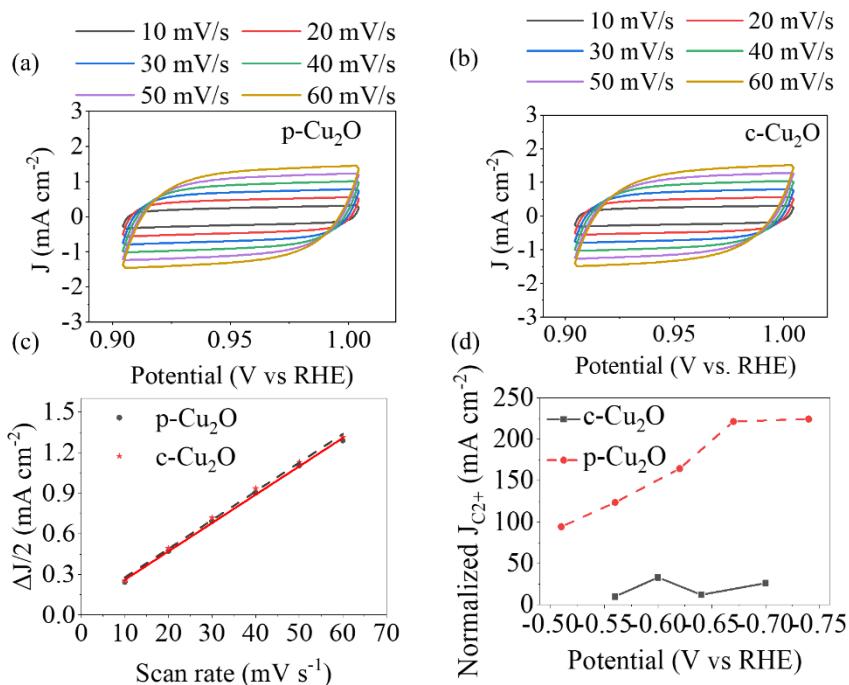 (a)
10 mV/s 20 mV/s
30 mV/s 40 mV/s
50 mV/s 60 mV/s
p-Cu₂O
J (mA cm⁻²)
3
2
1
0
-1
-2
-3
0.90 0.95 1.00
Potential (V vs RHE)
(b)
10 mV/s 20 mV/s
30 mV/s 40 mV/s
50 mV/s 60 mV/s
c-Cu₂O
J (mA cm⁻²)
3
2
1
0
-1
-2
-3
0.90 0.95 1.00
Potential (V vs. RHE)
(c)
p-Cu₂O
c-Cu₂O
ΔJ/2 (mA cm⁻²)
1.5
1.2
0.9
0.6
0.3
0.0
0 10 20 30 40 50 60 70
Scan rate (mV s⁻¹)
(d)
c-Cu₂O
p-Cu₂O
Normalized J_C2+ (mA cm⁻²)
250
200
150
100
50
0
-0.50 -0.55 -0.60 -0.65 -0.70 -0.75
Potential (V vs RHE)